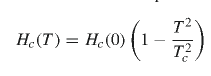 H_c(T) = H_c(0) \left( 1 - \frac{T^2}{T_c^2} \right)